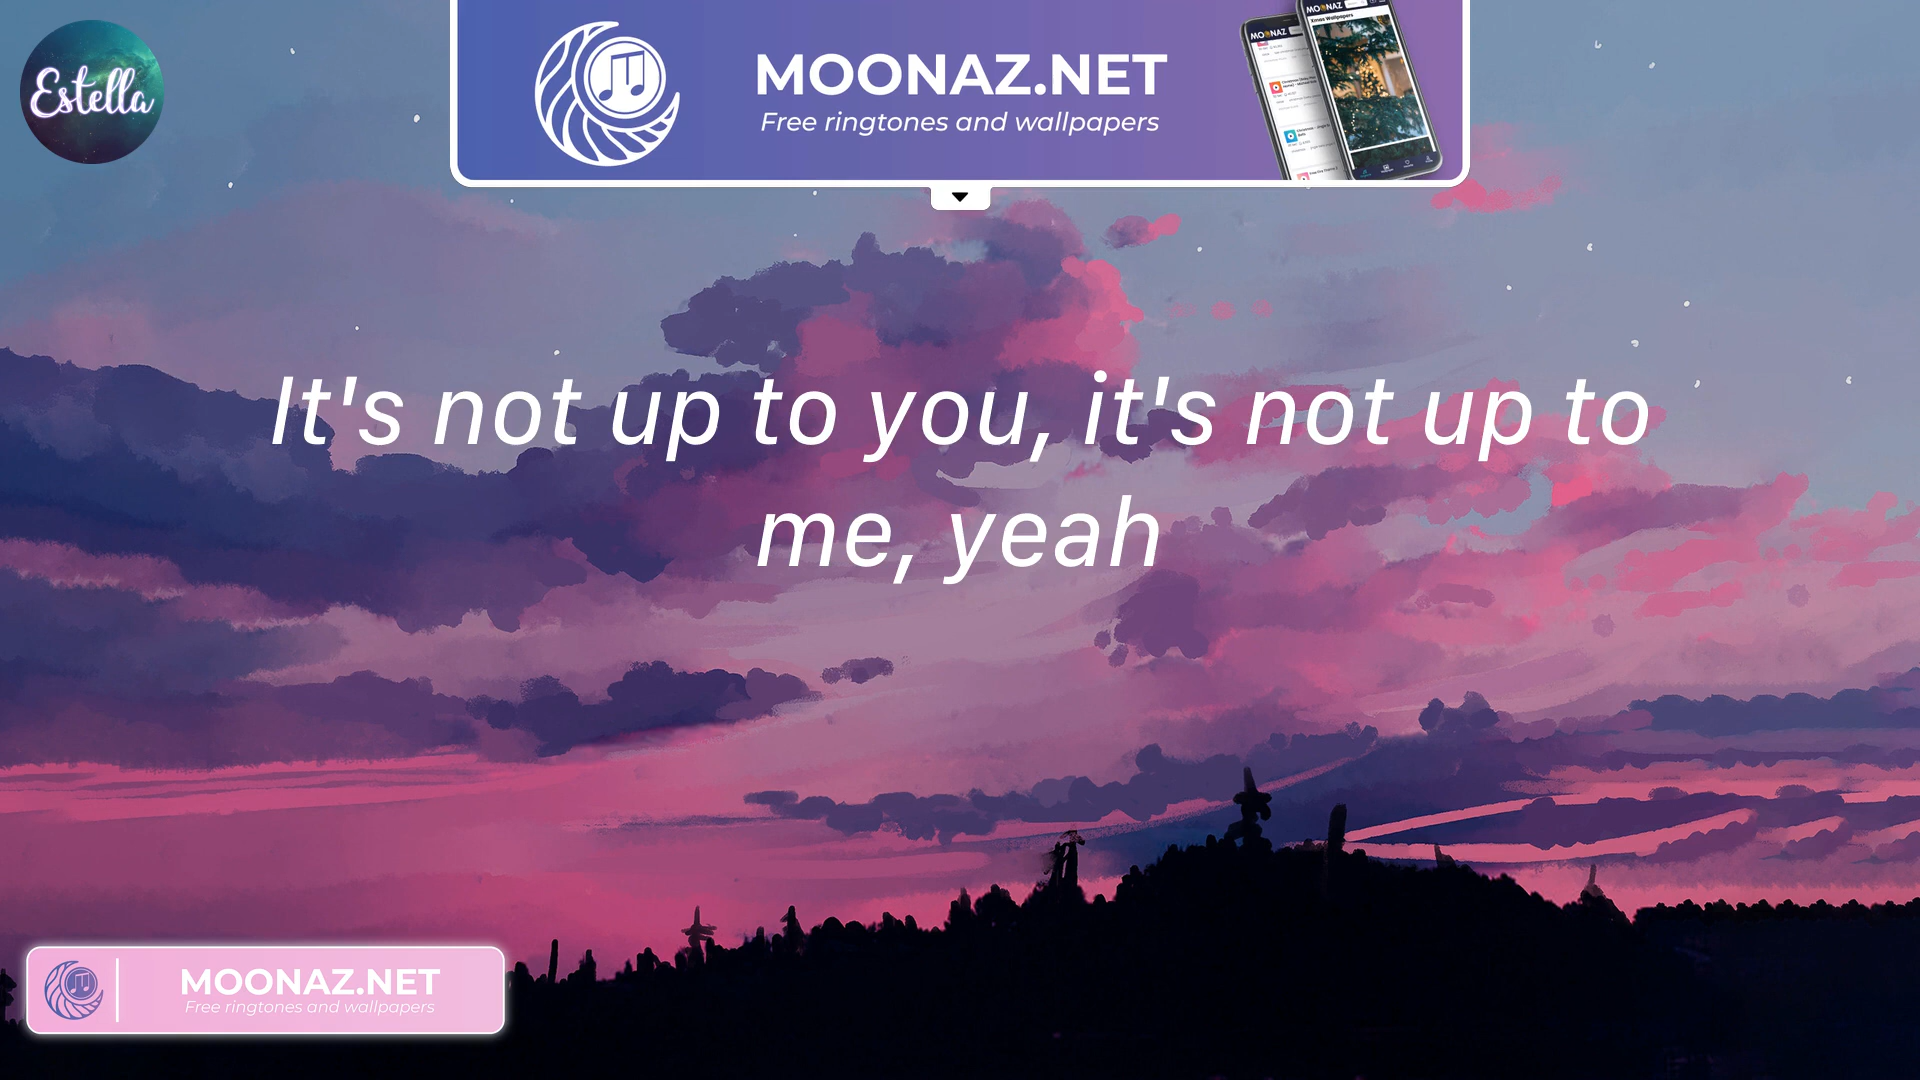 Estella
MOONAZ.NET
Free ringtones and wallpapers
It's not up to you, it's not up to
me, yeah
MOONAZ.NET
Free ringtones and wallpapers